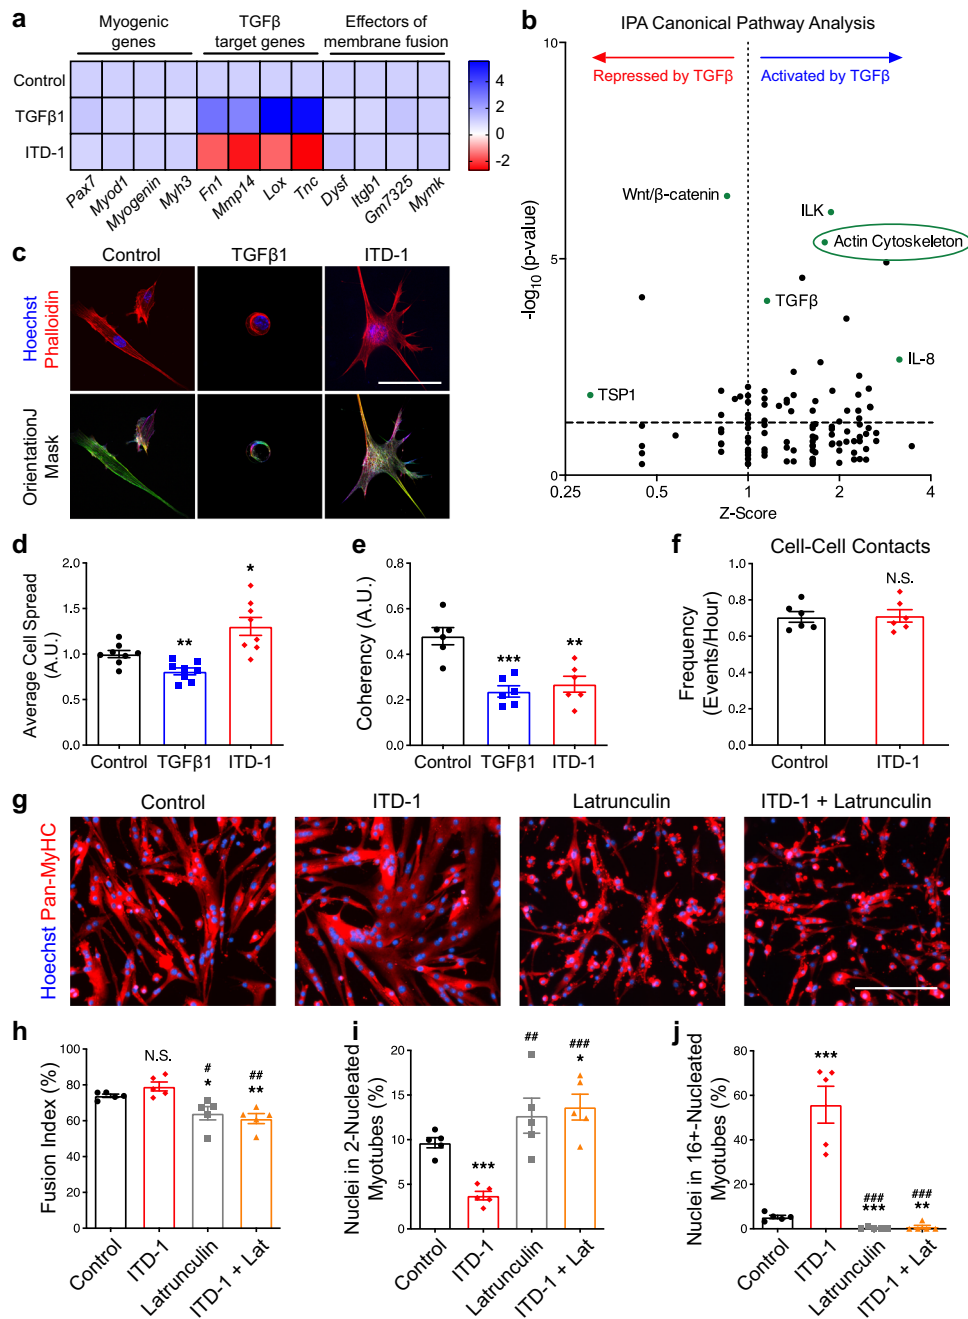 a
Myogenic
genes
TGFβ
target genes
Effectors of
membrane fusion
Control
TGFβ1
ITD-1
4
2
0
-2
Pax7
Myod1
Myogenin
Myh3
Fn1
Mmp14
Lox
Tnc
Dysf
Itgb1
Gm7325
Mymk
b
IPA Canonical Pathway Analysis
Repressed by TGFβ
Activated by TGFβ
10
5
0
-log10 (p-value)
Wnt/β-catenin
ILK
Actin Cytoskeleton
TGFβ
IL-8
TSP1
0.25
0.5
1
2
4
Z-Score
c
Control
TGFβ1
ITD-1
Hoechst
Phalloidin
OrientationJ
Mask
d
Average Cell Spread
(A.U.)
2.0
1.5
1.0
0.5
0.0
**
*
Control
TGFβ1
ITD-1
e
Coherency (A.U.)
0.8
0.6
0.4
0.2
0.0
***
**
Control
TGFβ1
ITD-1
f
Cell-Cell Contacts
Frequency
(Events/Hour)
1.0
0.8
0.6
0.4
0.2
0.0
N.S.
Control
ITD-1
g
Control
ITD-1
Latrunculin
ITD-1 + Latrunculin
Hoechst Pan-MyHC
h
Fusion Index (%)
100
80
60
40
20
0
N.S.
#
*
##
**
Control
ITD-1
Latrunculin
ITD-1 + Lat
i
Nuclei in 2-Nucleated
Myotubes (%)
20
15
10
5
0
***
##
###
*
Control
ITD-1
Latrunculin
ITD-1 + Lat
j
Nuclei in 16+-Nucleated
Myotubes (%)
80
60
40
20
0
***
###
***
###
**
Control
ITD-1
Latrunculin
ITD-1 + Lat